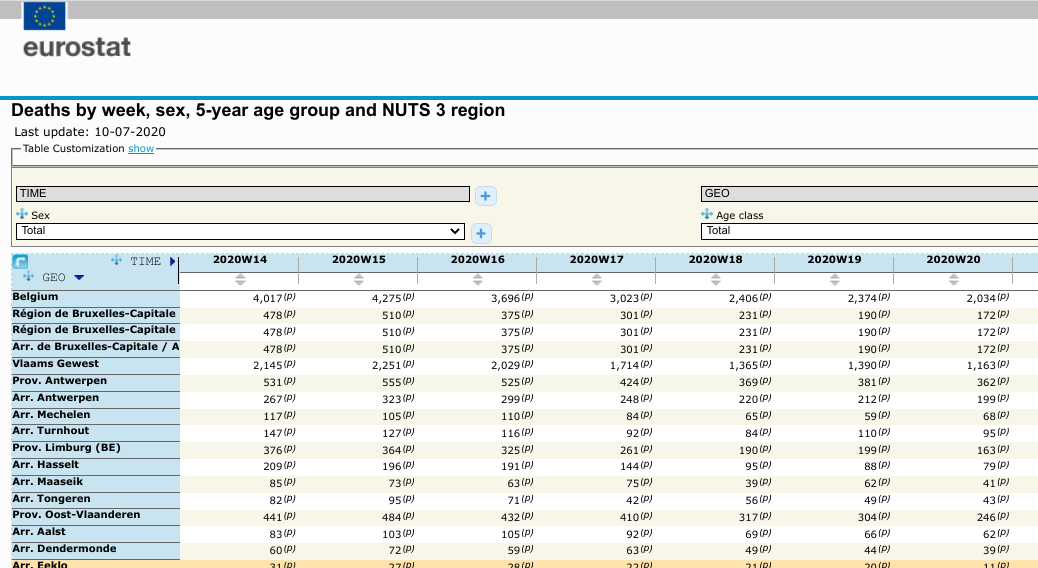 eurostat
Deaths by week, sex, 5-year age group and NUTS 3 region
Last update: 10-07-2020
Table Customization show
TIME + GEO
Sex Age class
Total + Total
TIME 2020W14 2020W15 2020W16 2020W17 2020W18 2020W19 2020W20
GEO
Belgium 4,017(p) 4,275(p) 3,696(p) 3,023(p) 2,406(p) 2,374(p) 2,034(p)
Région de Bruxelles-Capitale 478(p) 510(p) 375(p) 301(p) 231(p) 190(p) 172(p)
Région de Bruxelles-Capitale 478(p) 510(p) 375(p) 301(p) 231(p) 190(p) 172(p)
Arr. de Bruxelles-Capitale / A 478(p) 510(p) 375(p) 301(p) 231(p) 190(p) 172(p)
Vlaams Gewest 2,145(p) 2,251(p) 2,029(p) 1,714(p) 1,365(p) 1,390(p) 1,163(p)
Prov. Antwerpen 531(p) 555(p) 525(p) 424(p) 369(p) 381(p) 362(p)
Arr. Antwerpen 267(p) 323(p) 299(p) 248(p) 220(p) 212(p) 199(p)
Arr. Mechelen 117(p) 105(p) 110(p) 84(p) 65(p) 59(p) 68(p)
Arr. Turnhout 147(p) 127(p) 116(p) 92(p) 84(p) 110(p) 95(p)
Prov. Limburg (BE) 376(p) 364(p) 325(p) 261(p) 190(p) 199(p) 163(p)
Arr. Hasselt 209(p) 196(p) 191(p) 144(p) 95(p) 88(p) 79(p)
Arr. Maaseik 85(p) 73(p) 63(p) 75(p) 39(p) 62(p) 41(p)
Arr. Tongeren 82(p) 95(p) 71(p) 42(p) 56(p) 49(p) 43(p)
Prov. Oost-Vlaanderen 441(p) 484(p) 432(p) 410(p) 317(p) 304(p) 246(p)
Arr. Aalst 83(p) 103(p) 105(p) 92(p) 69(p) 66(p) 62(p)
Arr. Dendermonde 60(p) 72(p) 59(p) 63(p) 49(p) 44(p) 39(p)
Arr. Eeklo 31(p) 27(p) 28(p) 22(p) 21(p) 20(p) 11(p)